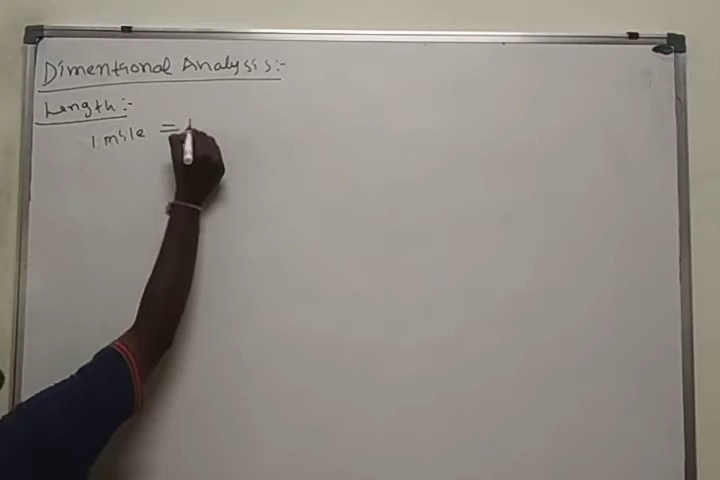 Dimentional Analysis:-
Length:-
1 mile =